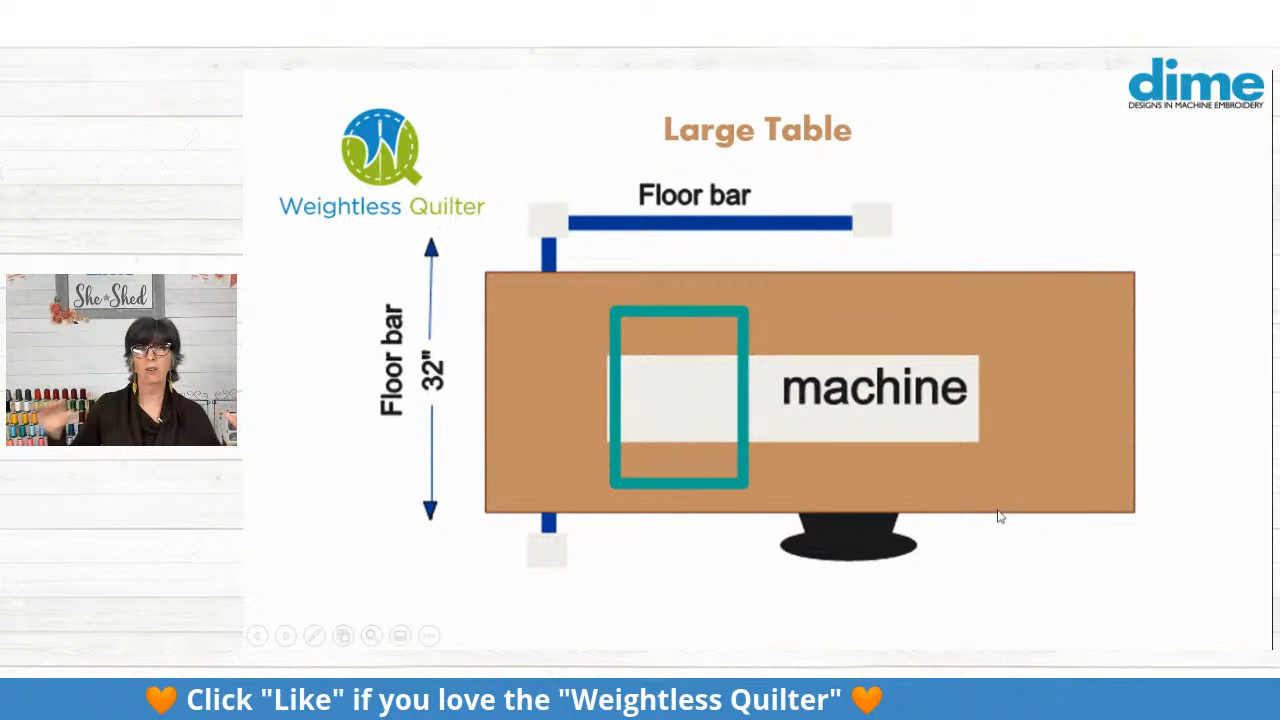 dime
DESIGNS IN MACHINE EMBROIDERY
Large Table
W
Weightless Quilter
Floor bar
Floor bar
32"
She*Shed
machine
🧡 Click "Like" if you love the "Weightless Quilter" 🧡